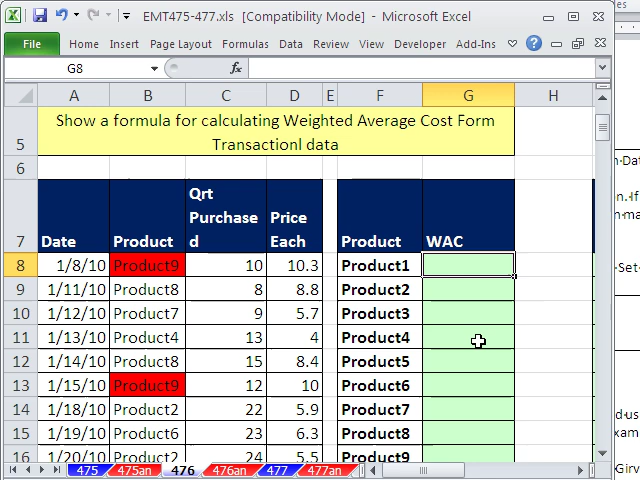 EMT475-477.xls [Compatibility Mode] - Microsoft Excel
File Home Insert Page Layout Formulas Data Review View Developer Add-Ins
G8 fx
A B C D E F G H
5 Show a formula for calculating Weighted Average Cost Form
Transactionl data
6
Qrt
Purchase Price
7 Date Product d Each Product WAC
8 1/8/10 Product9 10 10.3 Product1
9 1/11/10 Product8 8 8.8 Product2
10 1/12/10 Product7 9 5.7 Product3
11 1/13/10 Product4 13 4 Product4
12 1/14/10 Product8 15 8.4 Product5
13 1/15/10 Product9 12 10 Product6
14 1/18/10 Product2 22 5.9 Product7
15 1/19/10 Product6 23 6.3 Product8
16 1/20/10 Product2 24 5.5 Product9
475 475an 476 476an 477 477an